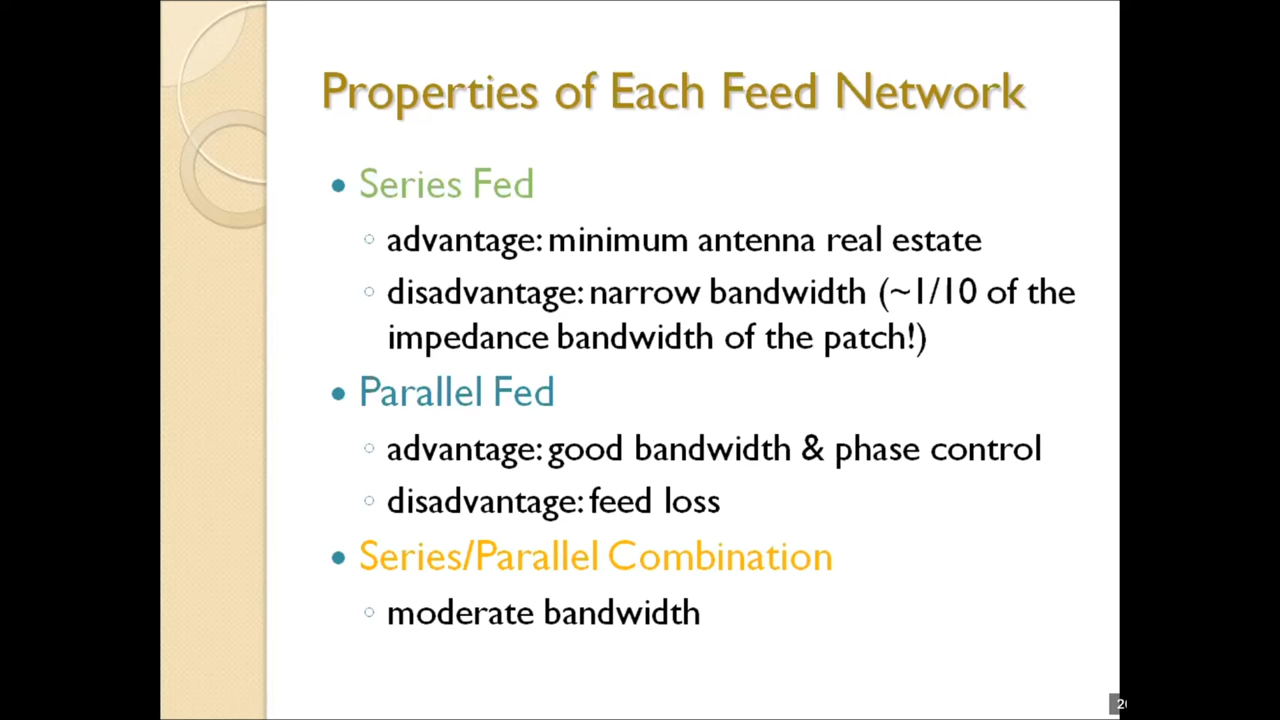 Properties of Each Feed Network
• Series Fed
◦ advantage: minimum antenna real estate
◦ disadvantage: narrow bandwidth (~1/10 of the
impedance bandwidth of the patch!)
• Parallel Fed
◦ advantage: good bandwidth & phase control
◦ disadvantage: feed loss
• Series/Parallel Combination
◦ moderate bandwidth